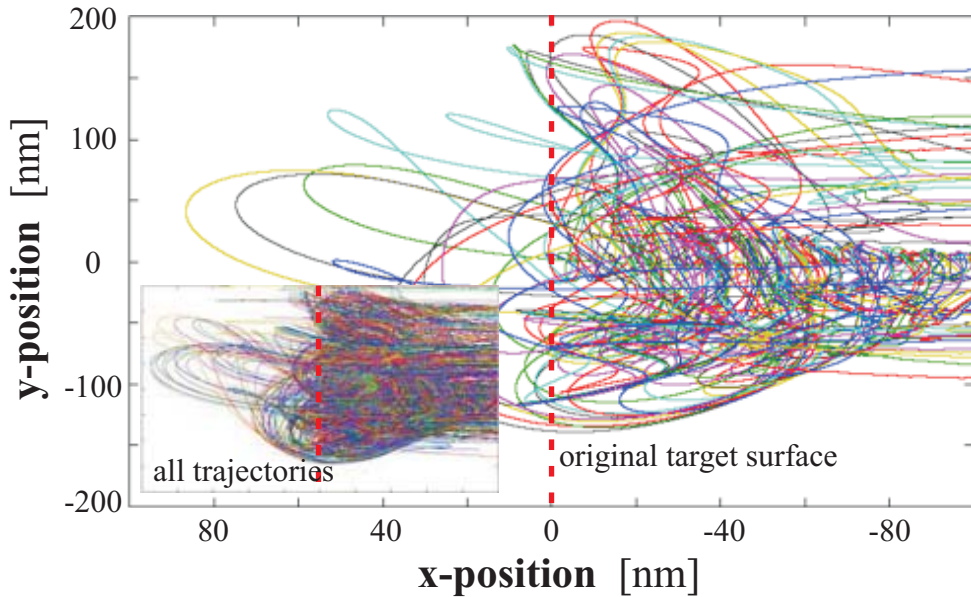 200
100
0
-100
-200
y-position [nm]
all trajectories
original target surface
80
40
0
-40
-80
x-position [nm]